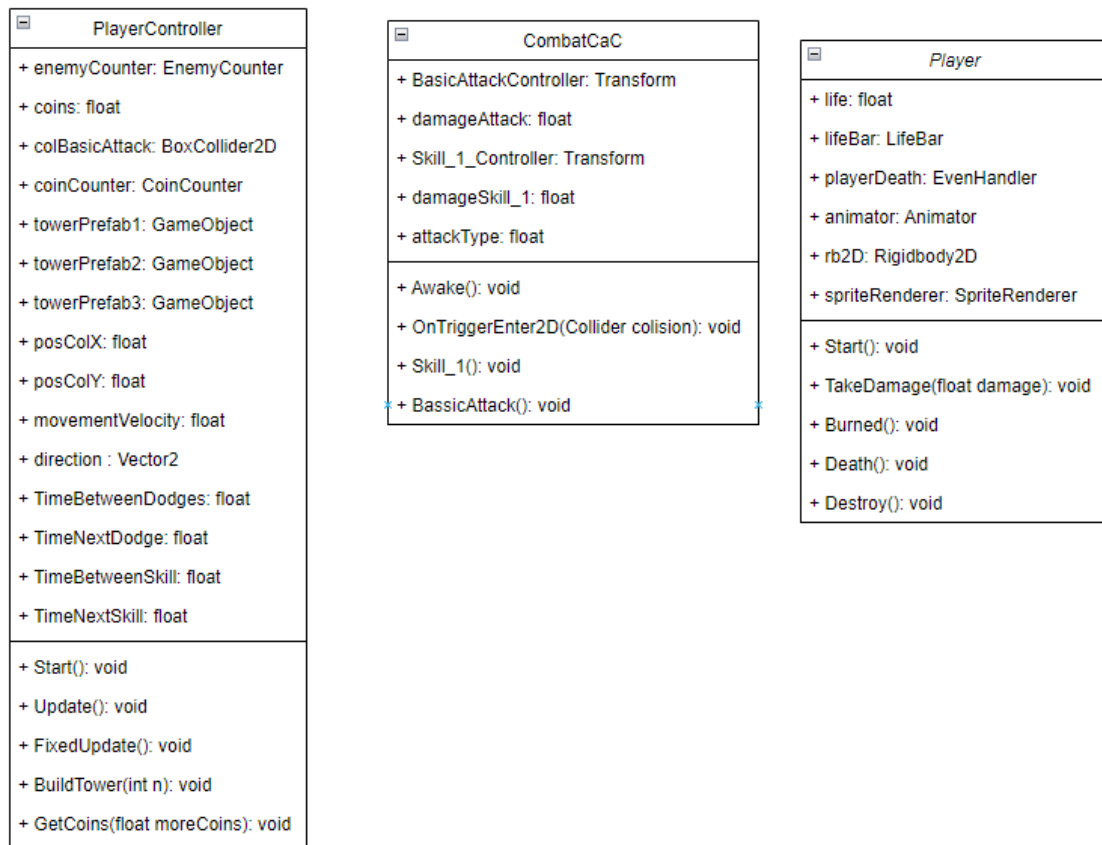 PlayerController
+ enemyCounter: EnemyCounter
+ coins: float
+ colBasicAttack: BoxCollider2D
+ coinCounter: CoinCounter
+ towerPrefab1: GameObject
+ towerPrefab2: GameObject
+ towerPrefab3: GameObject
+ posColX: float
+ posColY: float
+ movementVelocity: float
+ direction : Vector2
+ TimeBetweenDodges: float
+ TimeNextDodge: float
+ TimeBetweenSkill: float
+ TimeNextSkill: float
+ Start(): void
+ Update(): void
+ FixedUpdate(): void
+ BuildTower(int n): void
+ GetCoins(float moreCoins): void
CombatCaC
+ BasicAttackController: Transform
+ damageAttack: float
+ Skill_1_Controller: Transform
+ damageSkill_1: float
+ attackType: float
+ Awake(): void
+ OnTriggerEnter2D(Collider colision): void
+ Skill_1(): void
+ BassicAttack(): void
Player
+ life: float
+ lifeBar: LifeBar
+ playerDeath: EvenHandler
+ animator: Animator
+ rb2D: Rigidbody2D
+ spriteRenderer: SpriteRenderer
+ Start(): void
+ TakeDamage(float damage): void
+ Burned(): void
+ Death(): void
+ Destroy(): void